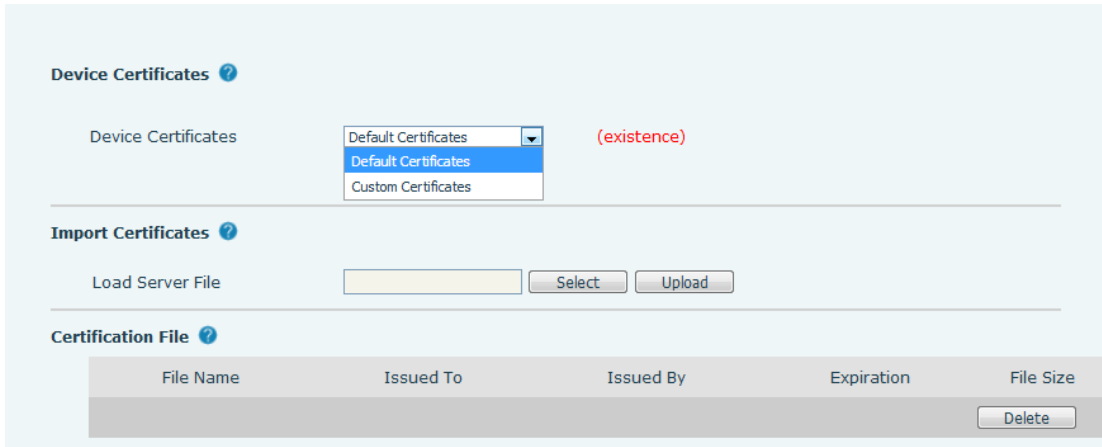 Device Certificates ?
Device Certificates Default Certificates (existence)
Default Certificates
Custom Certificates
Import Certificates ?
Load Server File Select Upload
Certification File ?
File Name Issued To Issued By Expiration File Size
Delete